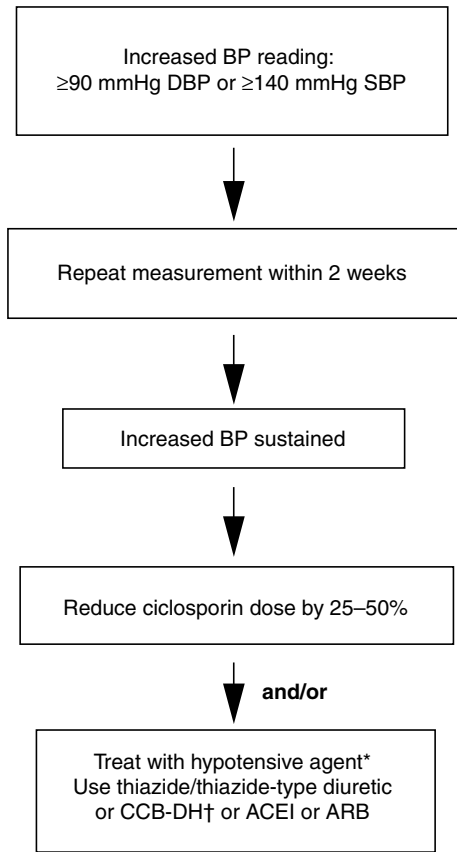 Increased BP reading:
≥90 mmHg DBP or ≥140 mmHg SBP
Repeat measurement within 2 weeks
Increased BP sustained
Reduce ciclosporin dose by 25–50%
and/or
Treat with hypotensive agent*
Use thiazide/thiazide-type diuretic
or CCB-DH† or ACEI or ARB